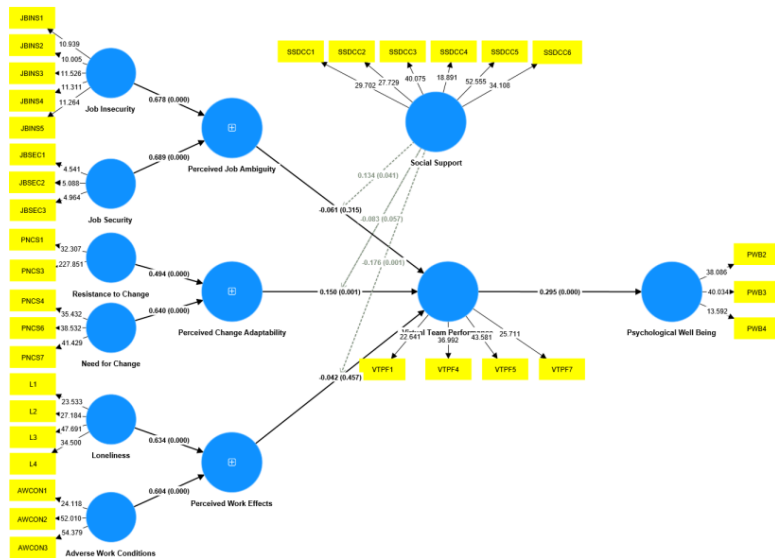 JBINS1
JBINS2
JBINS3
JBINS4
JBINS5
10.939
10.005
11.526
11.311
11.264
Job Insecurity
0.678 (0.000)
JBSEC1
JBSEC2
JBSEC3
4.541
5.088
4.964
Job Security
0.689 (0.000)
Perceived Job Ambiguity
PNCS1
PNCS3
32.307
227.851
Resistance to Change
0.494 (0.000)
PNCS4
PNCS6
PNCS7
35.432
38.532
41.429
Need for Change
0.640 (0.000)
Perceived Change Adaptability
L1
L2
L3
L4
23.533
27.184
47.691
34.500
Loneliness
0.634 (0.000)
AWCON1
AWCON2
AWCON3
24.118
52.010
54.379
Adverse Work Conditions
0.604 (0.000)
Perceived Work Effects
SSDCC1
SSDCC2
SSDCC3
SSDCC4
SSDCC5
SSDCC6
29.702
27.729
40.075
18.891
52.555
34.108
Social Support
0.134 (0.041)
-0.061 (0.315)
-0.083 (0.057)
-0.176 (0.001)
0.150 (0.001)
-0.042 (0.457)
Virtual Team Performance
22.641
36.992
43.581
25.711
VTPF1
VTPF4
VTPF5
VTPF7
0.295 (0.000)
Psychological Well Being
38.086
40.034
13.592
PWB2
PWB3
PWB4